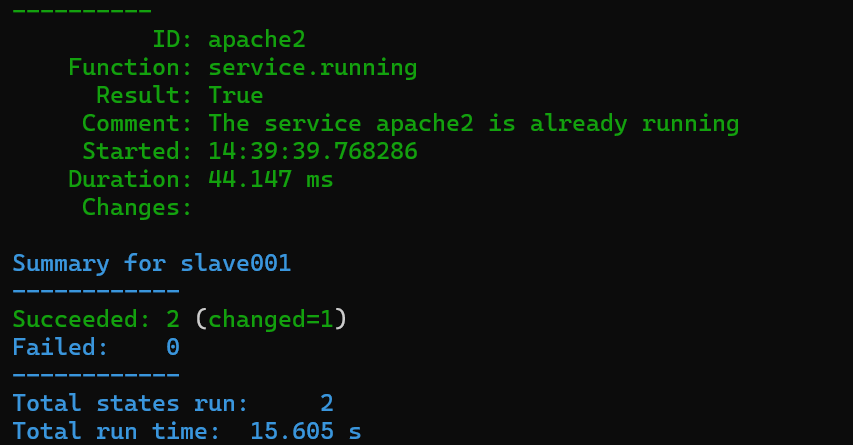 ----------
          ID: apache2
    Function: service.running
      Result: True
     Comment: The service apache2 is already running
     Started: 14:39:39.768286
    Duration: 44.147 ms
     Changes:

Summary for slave001
------------
Succeeded: 2 (changed=1)
Failed:    0
------------
Total states run:     2
Total run time:  15.605 s